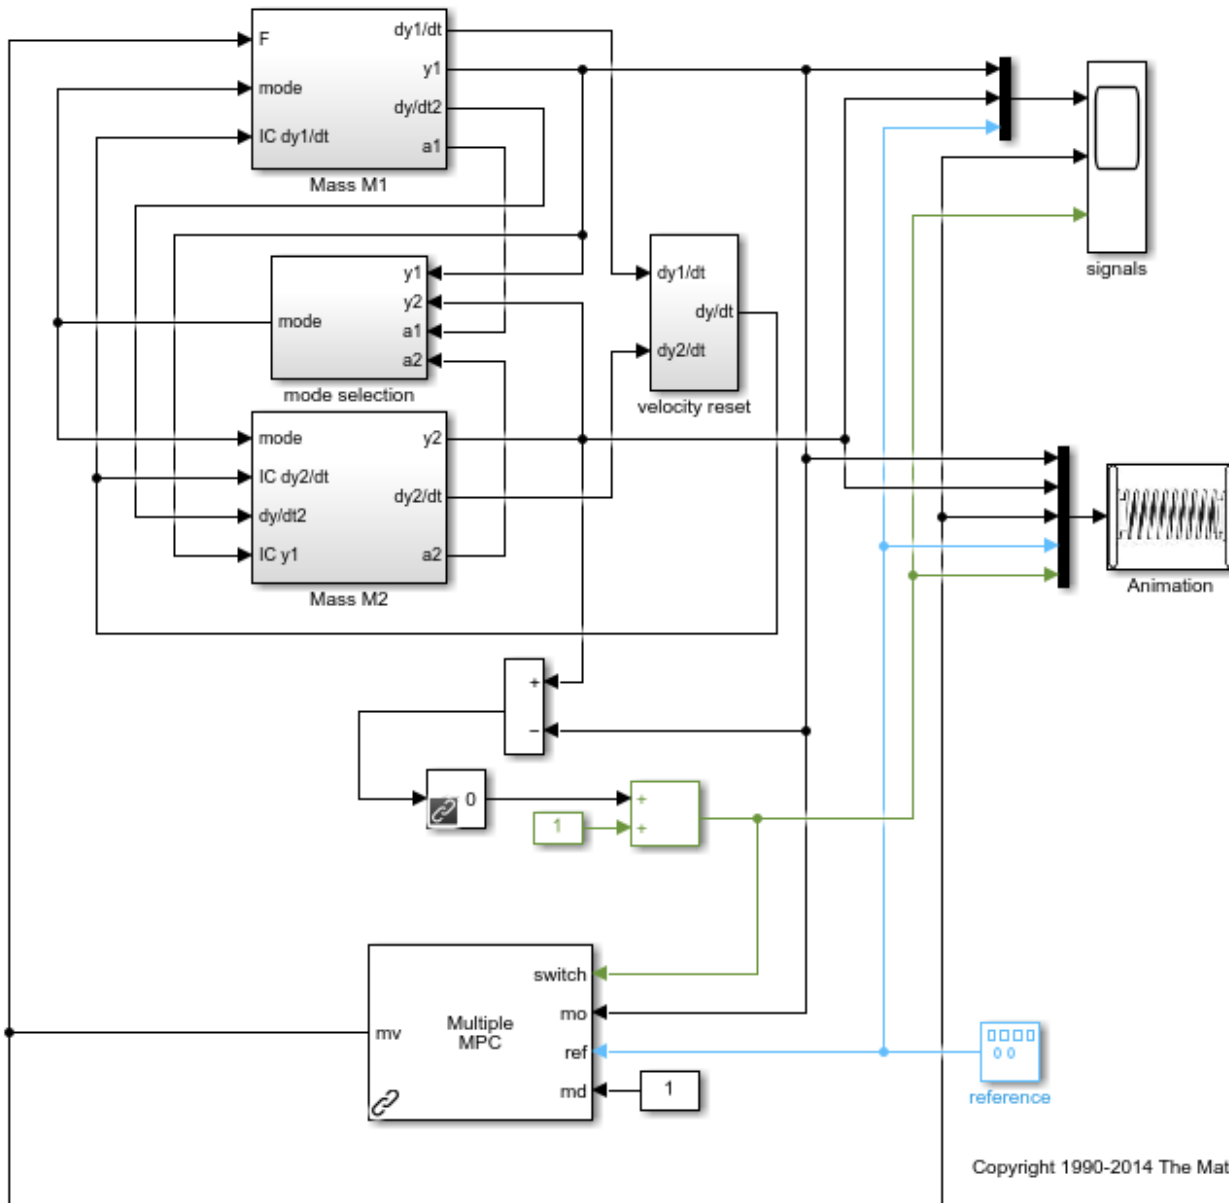 F
mode
IC dy1/dt
dy1/dt
y1
dy/dt2
a1
Mass M1
signals
mode
y1
y2
a1
a2
mode selection
dy1/dt
dy2/dt
dy/dt
velocity reset
mode
IC dy2/dt
dy/dt2
IC y1
y2
dy2/dt
a2
Mass M2
Animation
+
−
0
1
+
+
mv
Multiple
MPC
switch
mo
ref
md
1
reference
Copyright 1990-2014 The Mat